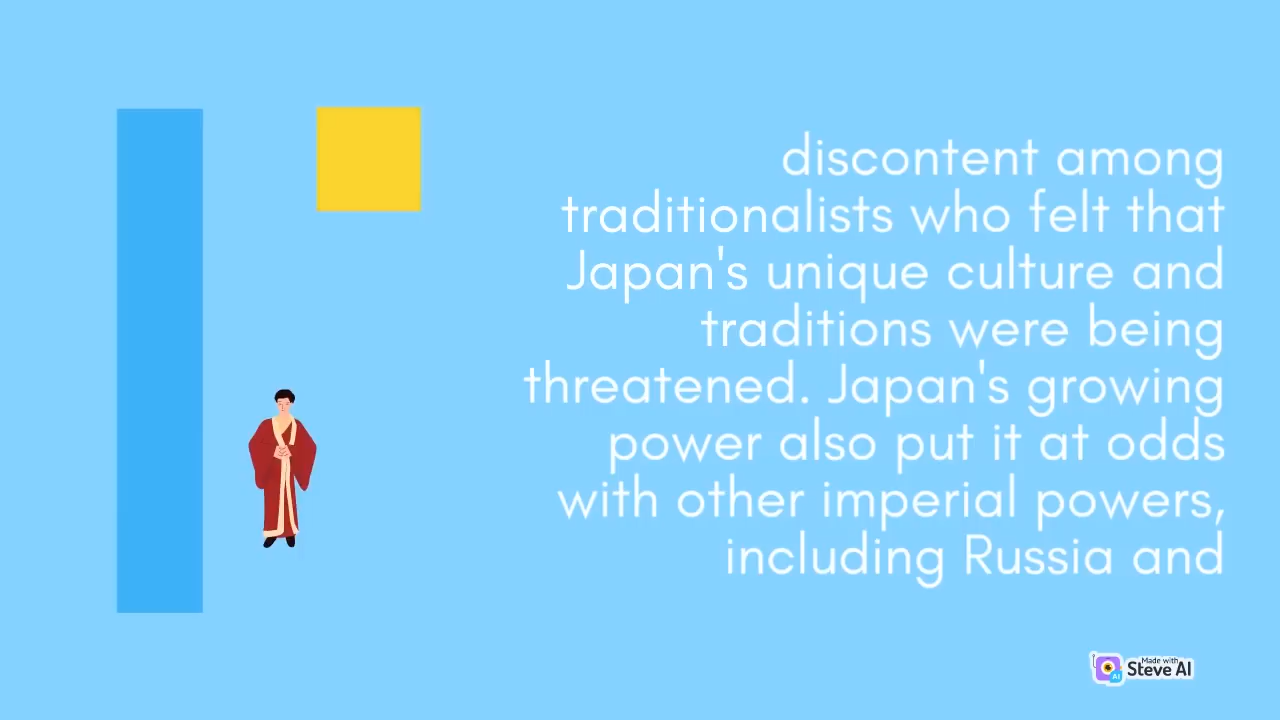 discontent among
traditionalists who felt that
Japan's unique culture and
traditions were being
threatened. Japan's growing
power also put it at odds
with other imperial powers,
including Russia and
Made with
Steve AI
AI